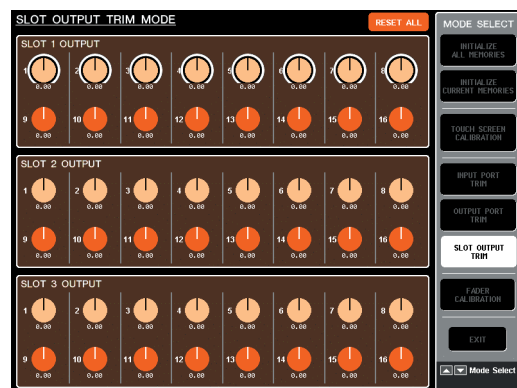 SLOT OUTPUT TRIM MODE
RESET ALL
SLOT 1 OUTPUT
1 2 3 4 5 6 7 8
0.00 0.00 0.00 0.00 0.00 0.00 0.00 0.00
9 10 11 12 13 14 15 16
0.00 0.00 0.00 0.00 0.00 0.00 0.00 0.00
SLOT 2 OUTPUT
1 2 3 4 5 6 7 8
0.00 0.00 0.00 0.00 0.00 0.00 0.00 0.00
9 10 11 12 13 14 15 16
0.00 0.00 0.00 0.00 0.00 0.00 0.00 0.00
SLOT 3 OUTPUT
1 2 3 4 5 6 7 8
0.00 0.00 0.00 0.00 0.00 0.00 0.00 0.00
9 10 11 12 13 14 15 16
0.00 0.00 0.00 0.00 0.00 0.00 0.00 0.00
MODE SELECT
INITIALIZE
ALL MEMORIES
INITIALIZE
CURRENT MEMORIES
TOUCH SCREEN
CALIBRATION
INPUT PORT
TRIM
OUTPUT PORT
TRIM
SLOT OUTPUT
TRIM
FADER
CALIBRATION
EXIT
Mode Select